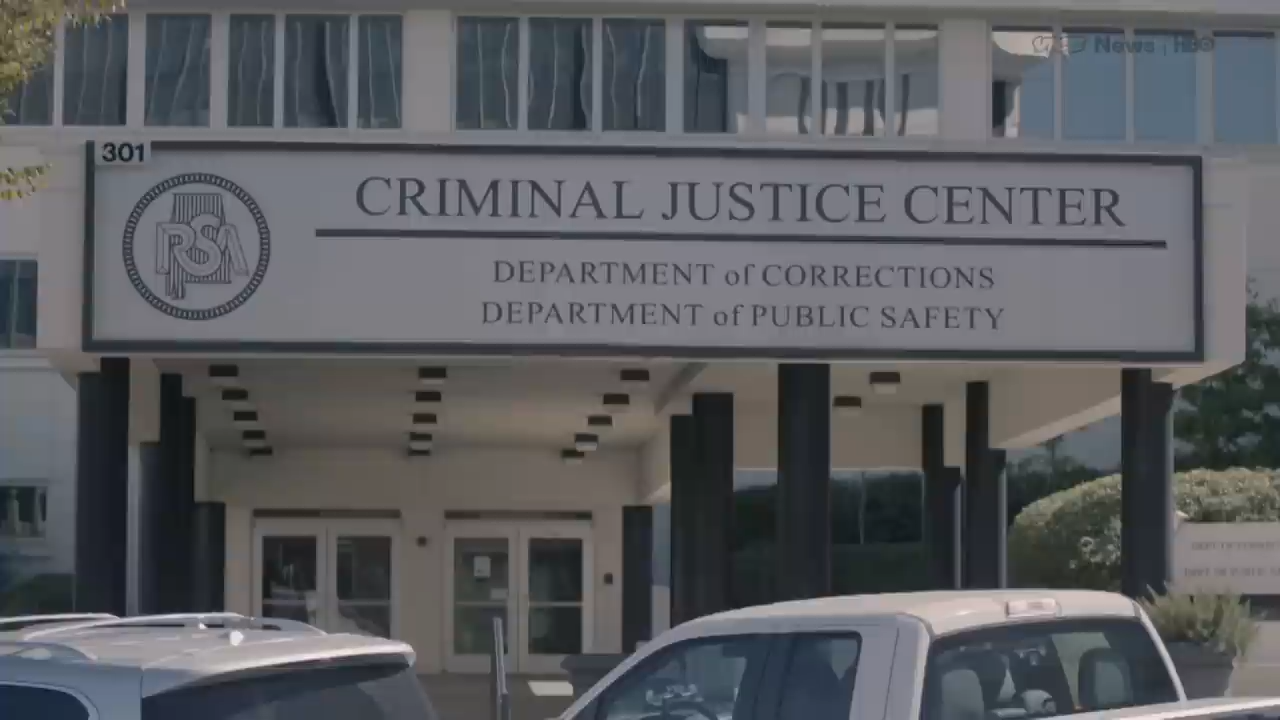 News | HBO
301
RSA
CRIMINAL JUSTICE CENTER
DEPARTMENT of CORRECTIONS
DEPARTMENT of PUBLIC SAFETY